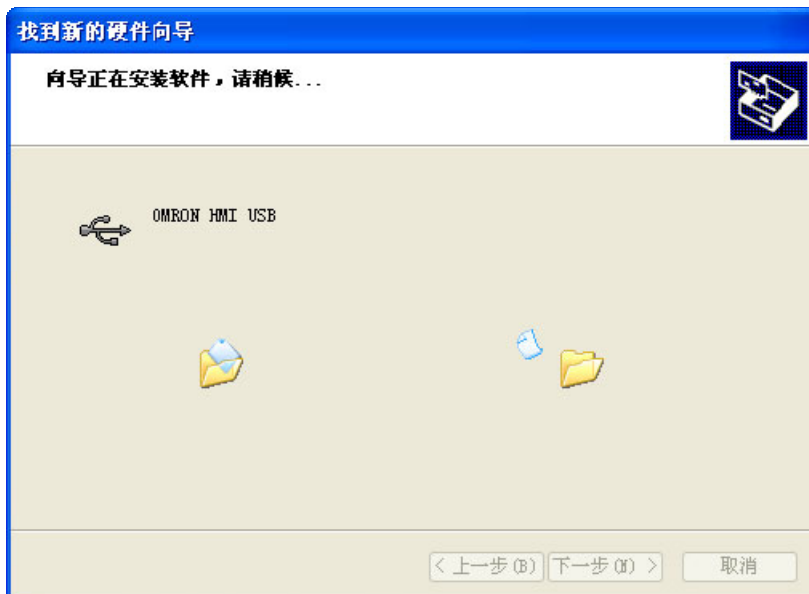 找到新的硬件向导
向导正在安装软件，请稍候...
OMRON HMI USB
< 上一步(B) 下一步(N) > 取消